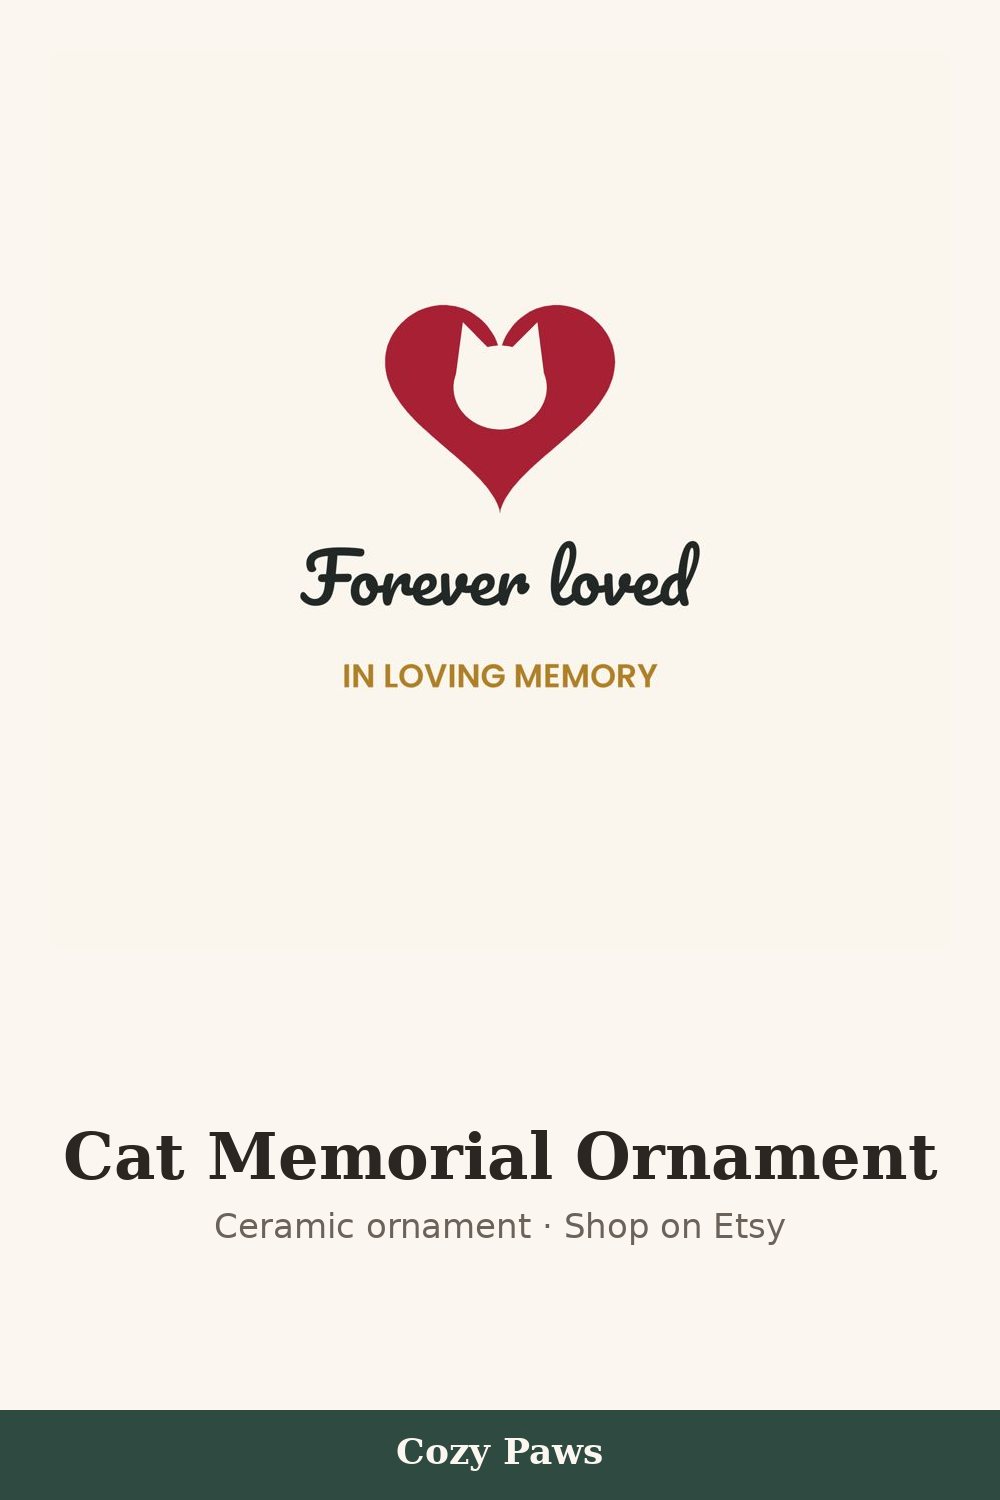 Forever loved
IN LOVING MEMORY
Cat Memorial Ornament
Ceramic ornament · Shop on Etsy
Cozy Paws